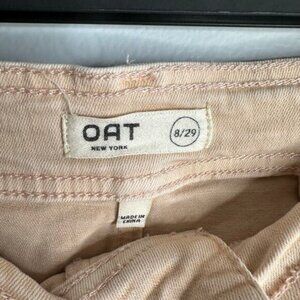 OAT
NEW YORK
8/29
MADE IN
CHINA